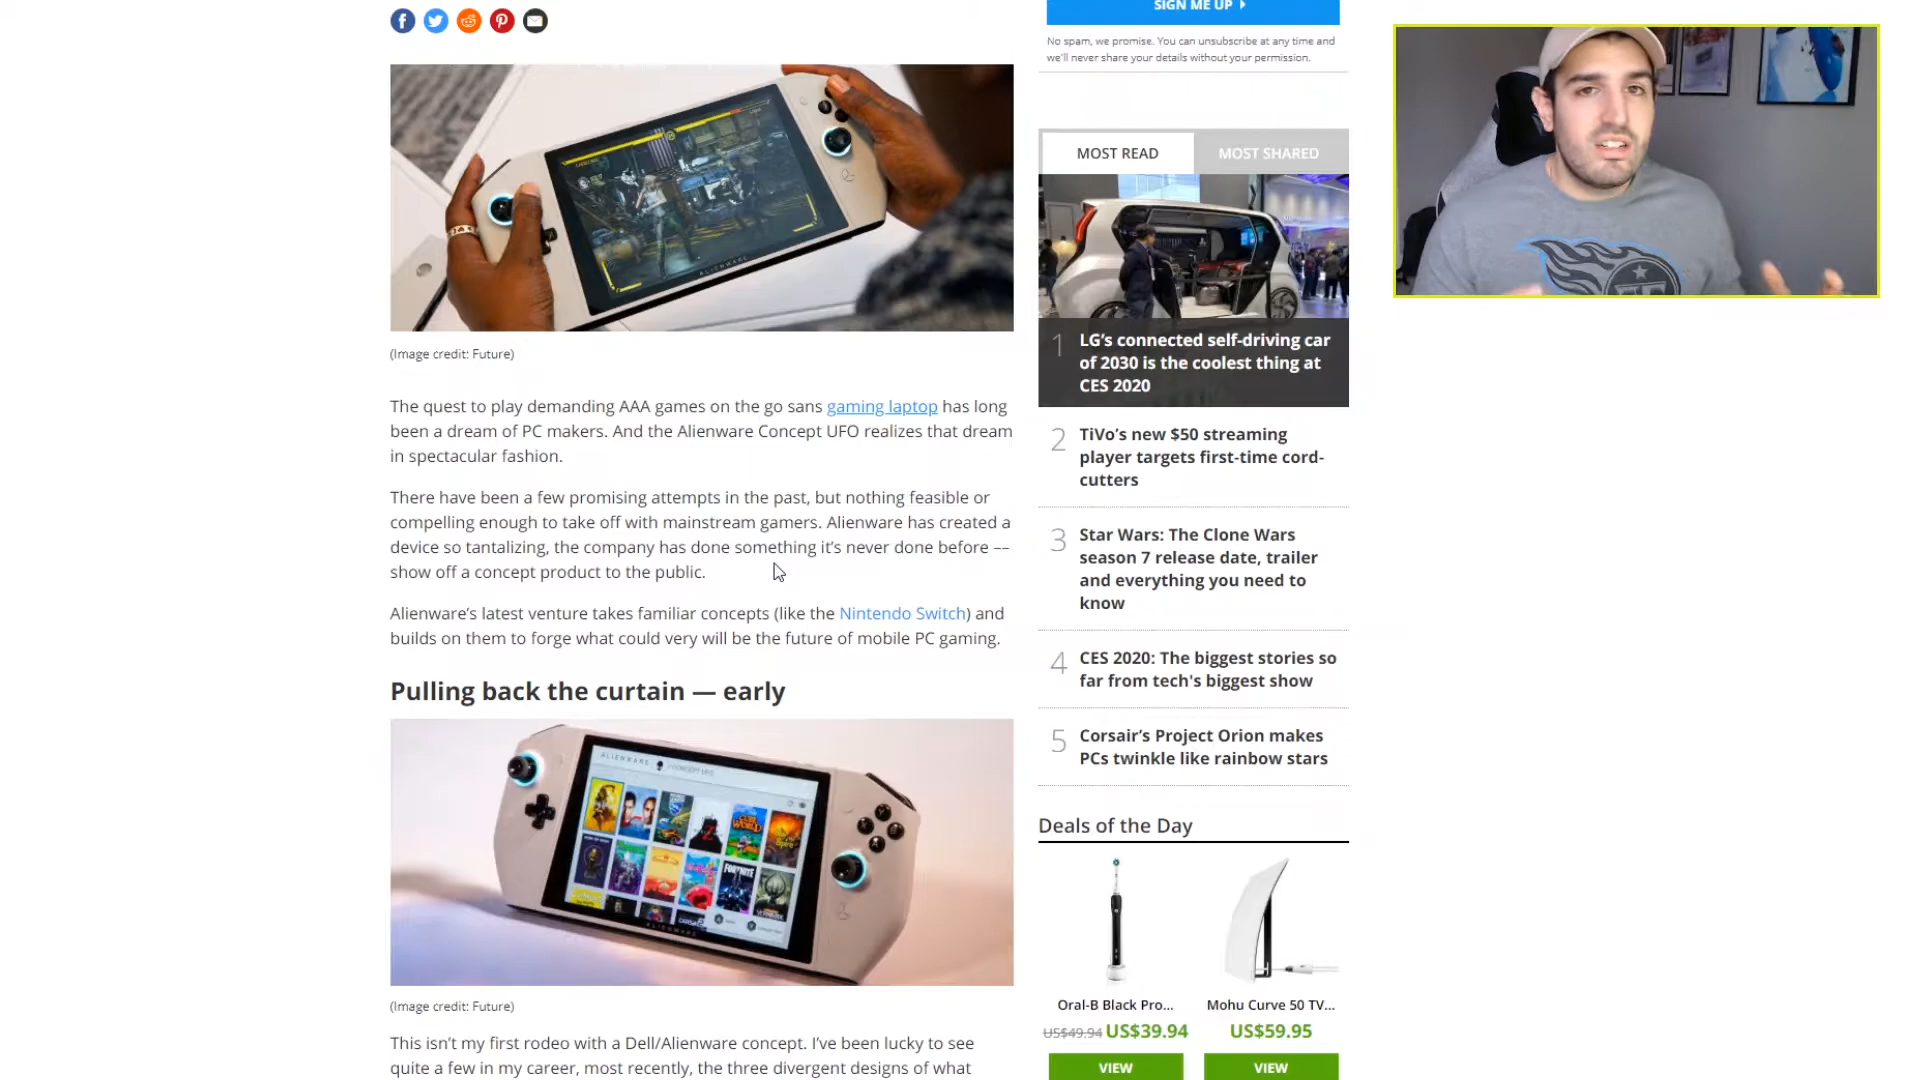 SIGN ME UP
No spam, we promise. You can unsubscribe at any time and
we'll never share your details without your permission.
ALIENWARE
(Image credit: Future)
The quest to play demanding AAA games on the go sans gaming laptop has long
been a dream of PC makers. And the Alienware Concept UFO realizes that dream
in spectacular fashion.
There have been a few promising attempts in the past, but nothing feasible or
compelling enough to take off with mainstream gamers. Alienware has created a
device so tantalizing, the company has done something it's never done before --
show off a concept product to the public.
Alienware's latest venture takes familiar concepts (like the Nintendo Switch) and
builds on them to forge what could very will be the future of mobile PC gaming.
Pulling back the curtain — early
ALIENWARE CONCEPT UFO
FORTNITE
ALIENWARE
(Image credit: Future)
This isn't my first rodeo with a Dell/Alienware concept. I've been lucky to see
quite a few in my career, most recently, the three divergent designs of what
MOST READ
MOST SHARED
1
LG's connected self-driving car
of 2030 is the coolest thing at
CES 2020
2
TiVo's new $50 streaming
player targets first-time cord-
cutters
3
Star Wars: The Clone Wars
season 7 release date, trailer
and everything you need to
know
4
CES 2020: The biggest stories so
far from tech's biggest show
5
Corsair's Project Orion makes
PCs twinkle like rainbow stars
Deals of the Day
Oral-B Black Pro...
US$49.94 US$39.94
VIEW
Mohu Curve 50 TV...
US$59.95
VIEW